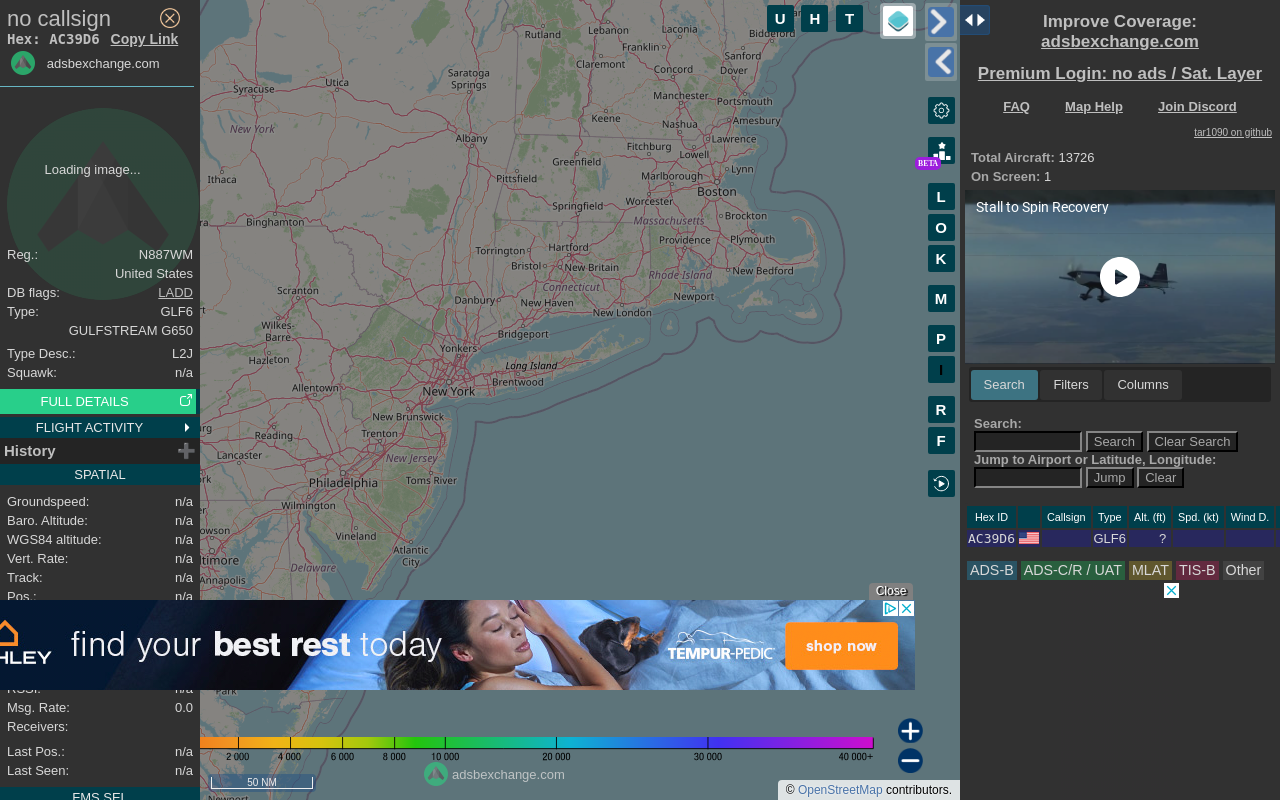 no callsign
Hex: AC39D6 Copy Link
adsbexchange.com
Loading image...
Reg.: N887WM
United States
DB flags: LADD
Type: GLF6
GULFSTREAM G650
Type Desc.: L2J
Squawk: n/a
FULL DETAILS
FLIGHT ACTIVITY
History
SPATIAL
Groundspeed: n/a
Baro. Altitude: n/a
WGS84 altitude: n/a
Vert. Rate: n/a
Track: n/a
Pos.: n/a
RSSI: n/a
Msg. Rate: 0.0
Receivers:
Last Pos.: n/a
Last Seen: n/a
FMS SEL
U H T
L
O
K
M
P
I
R
F
BETA
Rutland
Lebanon
Laconia
Franklin
Biddeford
Claremont
Sanford
Dover
Concord
Utica
Saratoga
Springs
Syracuse
Manchester
Portsmouth
Keene
Nashua
Amesbury
New York
Albany
Fitchburg
Lawrence
Greenfield
Lowell
Lynn
Ithaca
Pittsfield
Marlborough
Boston
Worcester
Springfield
Massachusetts
Brockton
Binghamton
Providence
Plymouth
Torrington
Hartford
Bristol
New Britain
Rhode Island
New Bedford
Connecticut
Newport
Scranton
Danbury
New Haven
New London
Wilkes-
Barre
Bridgeport
Yonkers
Hazleton
Long Island
Brentwood
Allentown
New York
New Brunswick
Reading
Trenton
Lancaster
New Jersey
Philadelphia
Toms River
Wilmington
Vineland
Atlantic
City
Annapolis
Delaware
Park
Newport
Close
find your best rest today
TEMPUR-PEDIC
shop now
2 000 4 000 6 000 8 000 10 000 20 000 30 000 40 000+
adsbexchange.com
50 NM
© OpenStreetMap contributors.
Improve Coverage:
adsbexchange.com
Premium Login: no ads / Sat. Layer
FAQ Map Help Join Discord
tar1090 on github
Total Aircraft: 13726
On Screen: 1
Stall to Spin Recovery
Search Filters Columns
Search:
Search Clear Search
Jump to Airport or Latitude, Longitude:
Jump Clear
Hex ID Callsign Type Alt. (ft) Spd. (kt) Wind D.
AC39D6 GLF6 ?
ADS-B ADS-C/R / UAT MLAT TIS-B Other